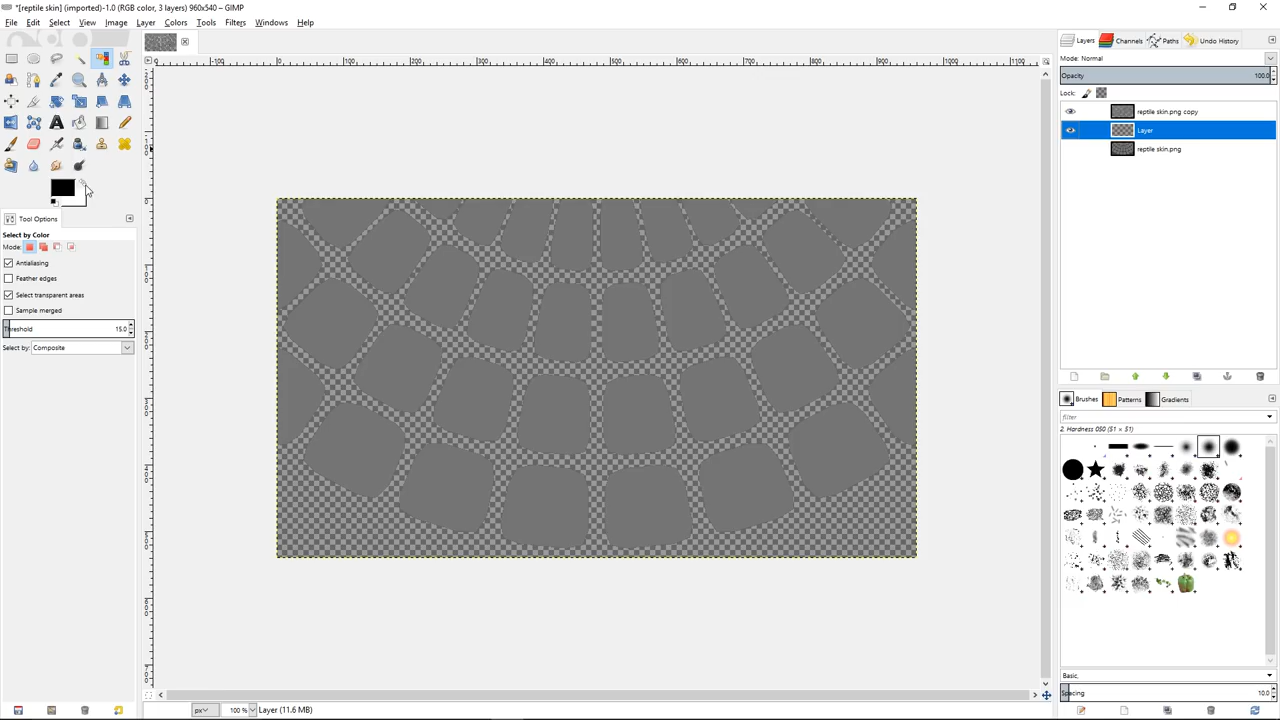 *[reptile skin] (imported)-1.0 (RGB color, 3 layers) 960x540 – GIMP
File Edit Select View Image Layer Colors Tools Filters Windows Help
Tool Options
Select by Color
Mode:
Antialiasing
Feather edges
Select transparent areas
Sample merged
Threshold 15.0
Select by: Composite
px 100 % Layer (11.6 MB)
Layers Channels Paths Undo History
Mode: Normal
Opacity 100.0
Lock:
reptile skin.png copy
Layer
reptile skin.png
Brushes Patterns Gradients
filter
2. Hardness 050 (51 × 51)
Basic,
Spacing 10.0